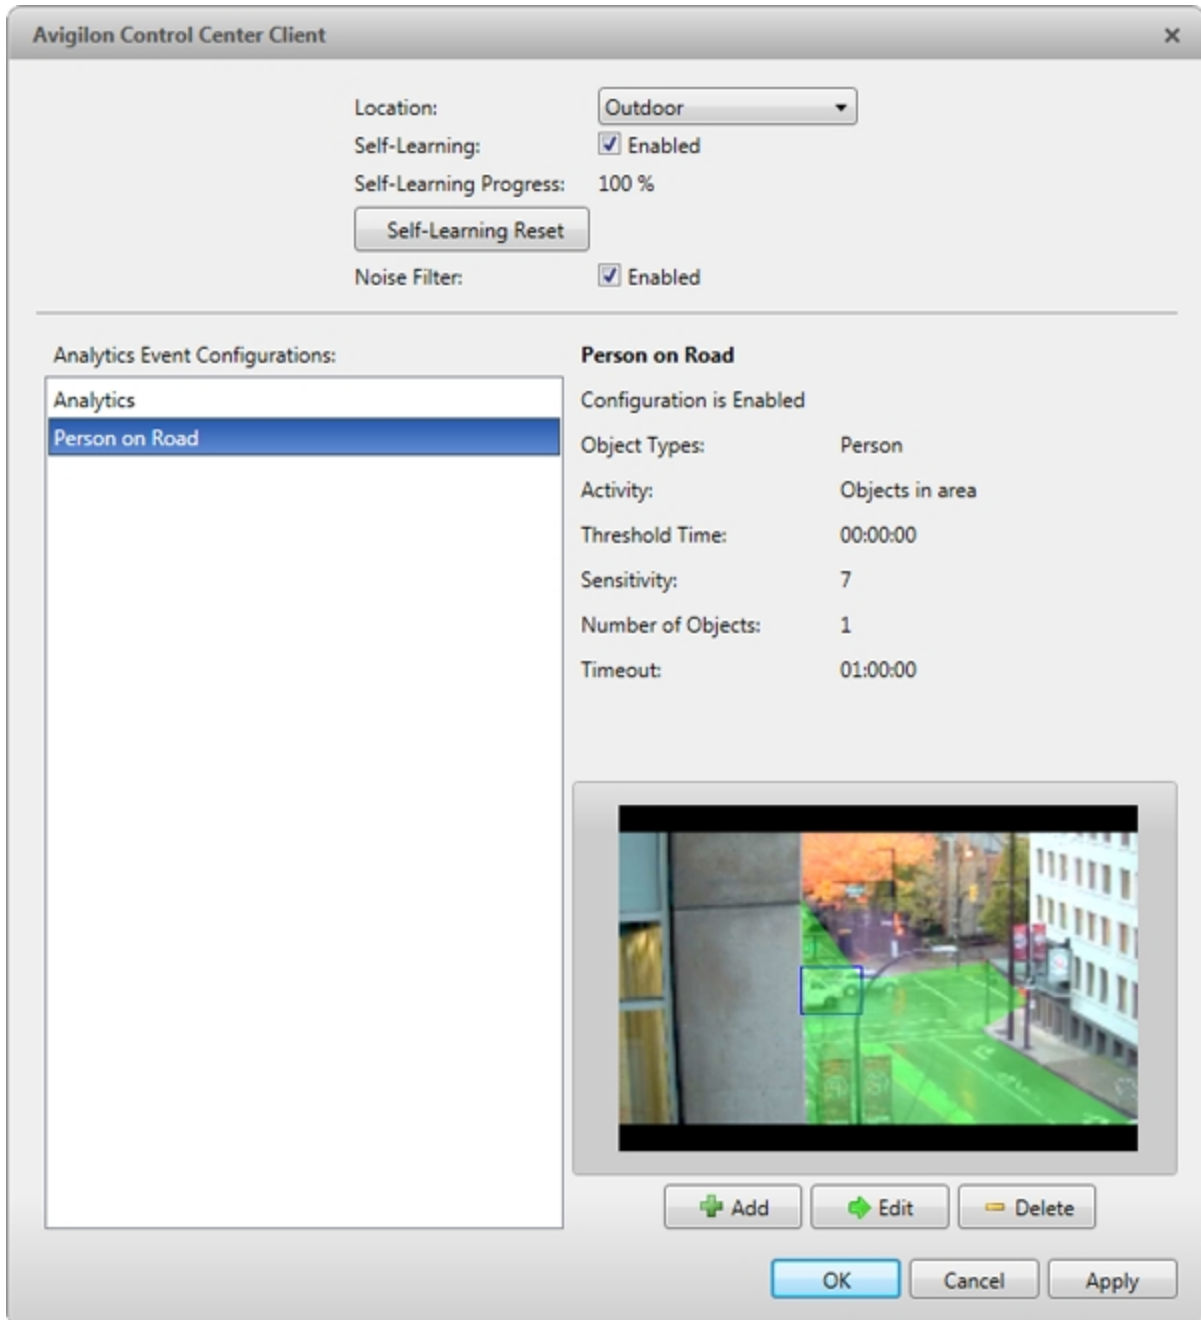 Avigilon Control Center Client
Location: Outdoor
Self-Learning: Enabled
Self-Learning Progress: 100 %
Self-Learning Reset
Noise Filter: Enabled
Analytics Event Configurations:
Analytics
Person on Road
Person on Road
Configuration is Enabled
Object Types: Person
Activity: Objects in area
Threshold Time: 00:00:00
Sensitivity: 7
Number of Objects: 1
Timeout: 01:00:00
Add Edit Delete
OK Cancel Apply